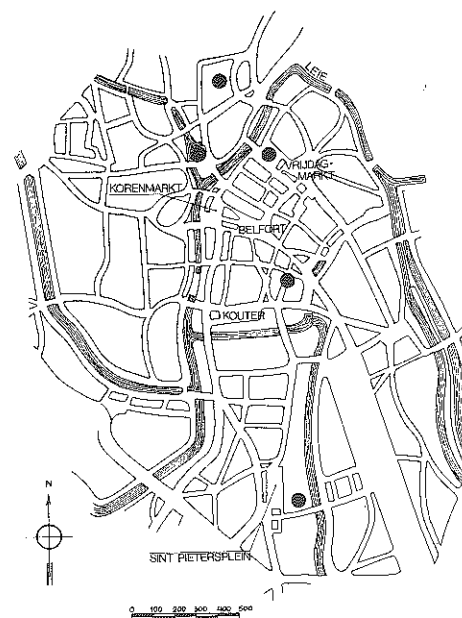 LEIE
VRIJDAG-
MARKT
KORENMARKT
BELFORT
KOUTER
N
SINT PIETERSPLEIN
0 100 200 300 400 500